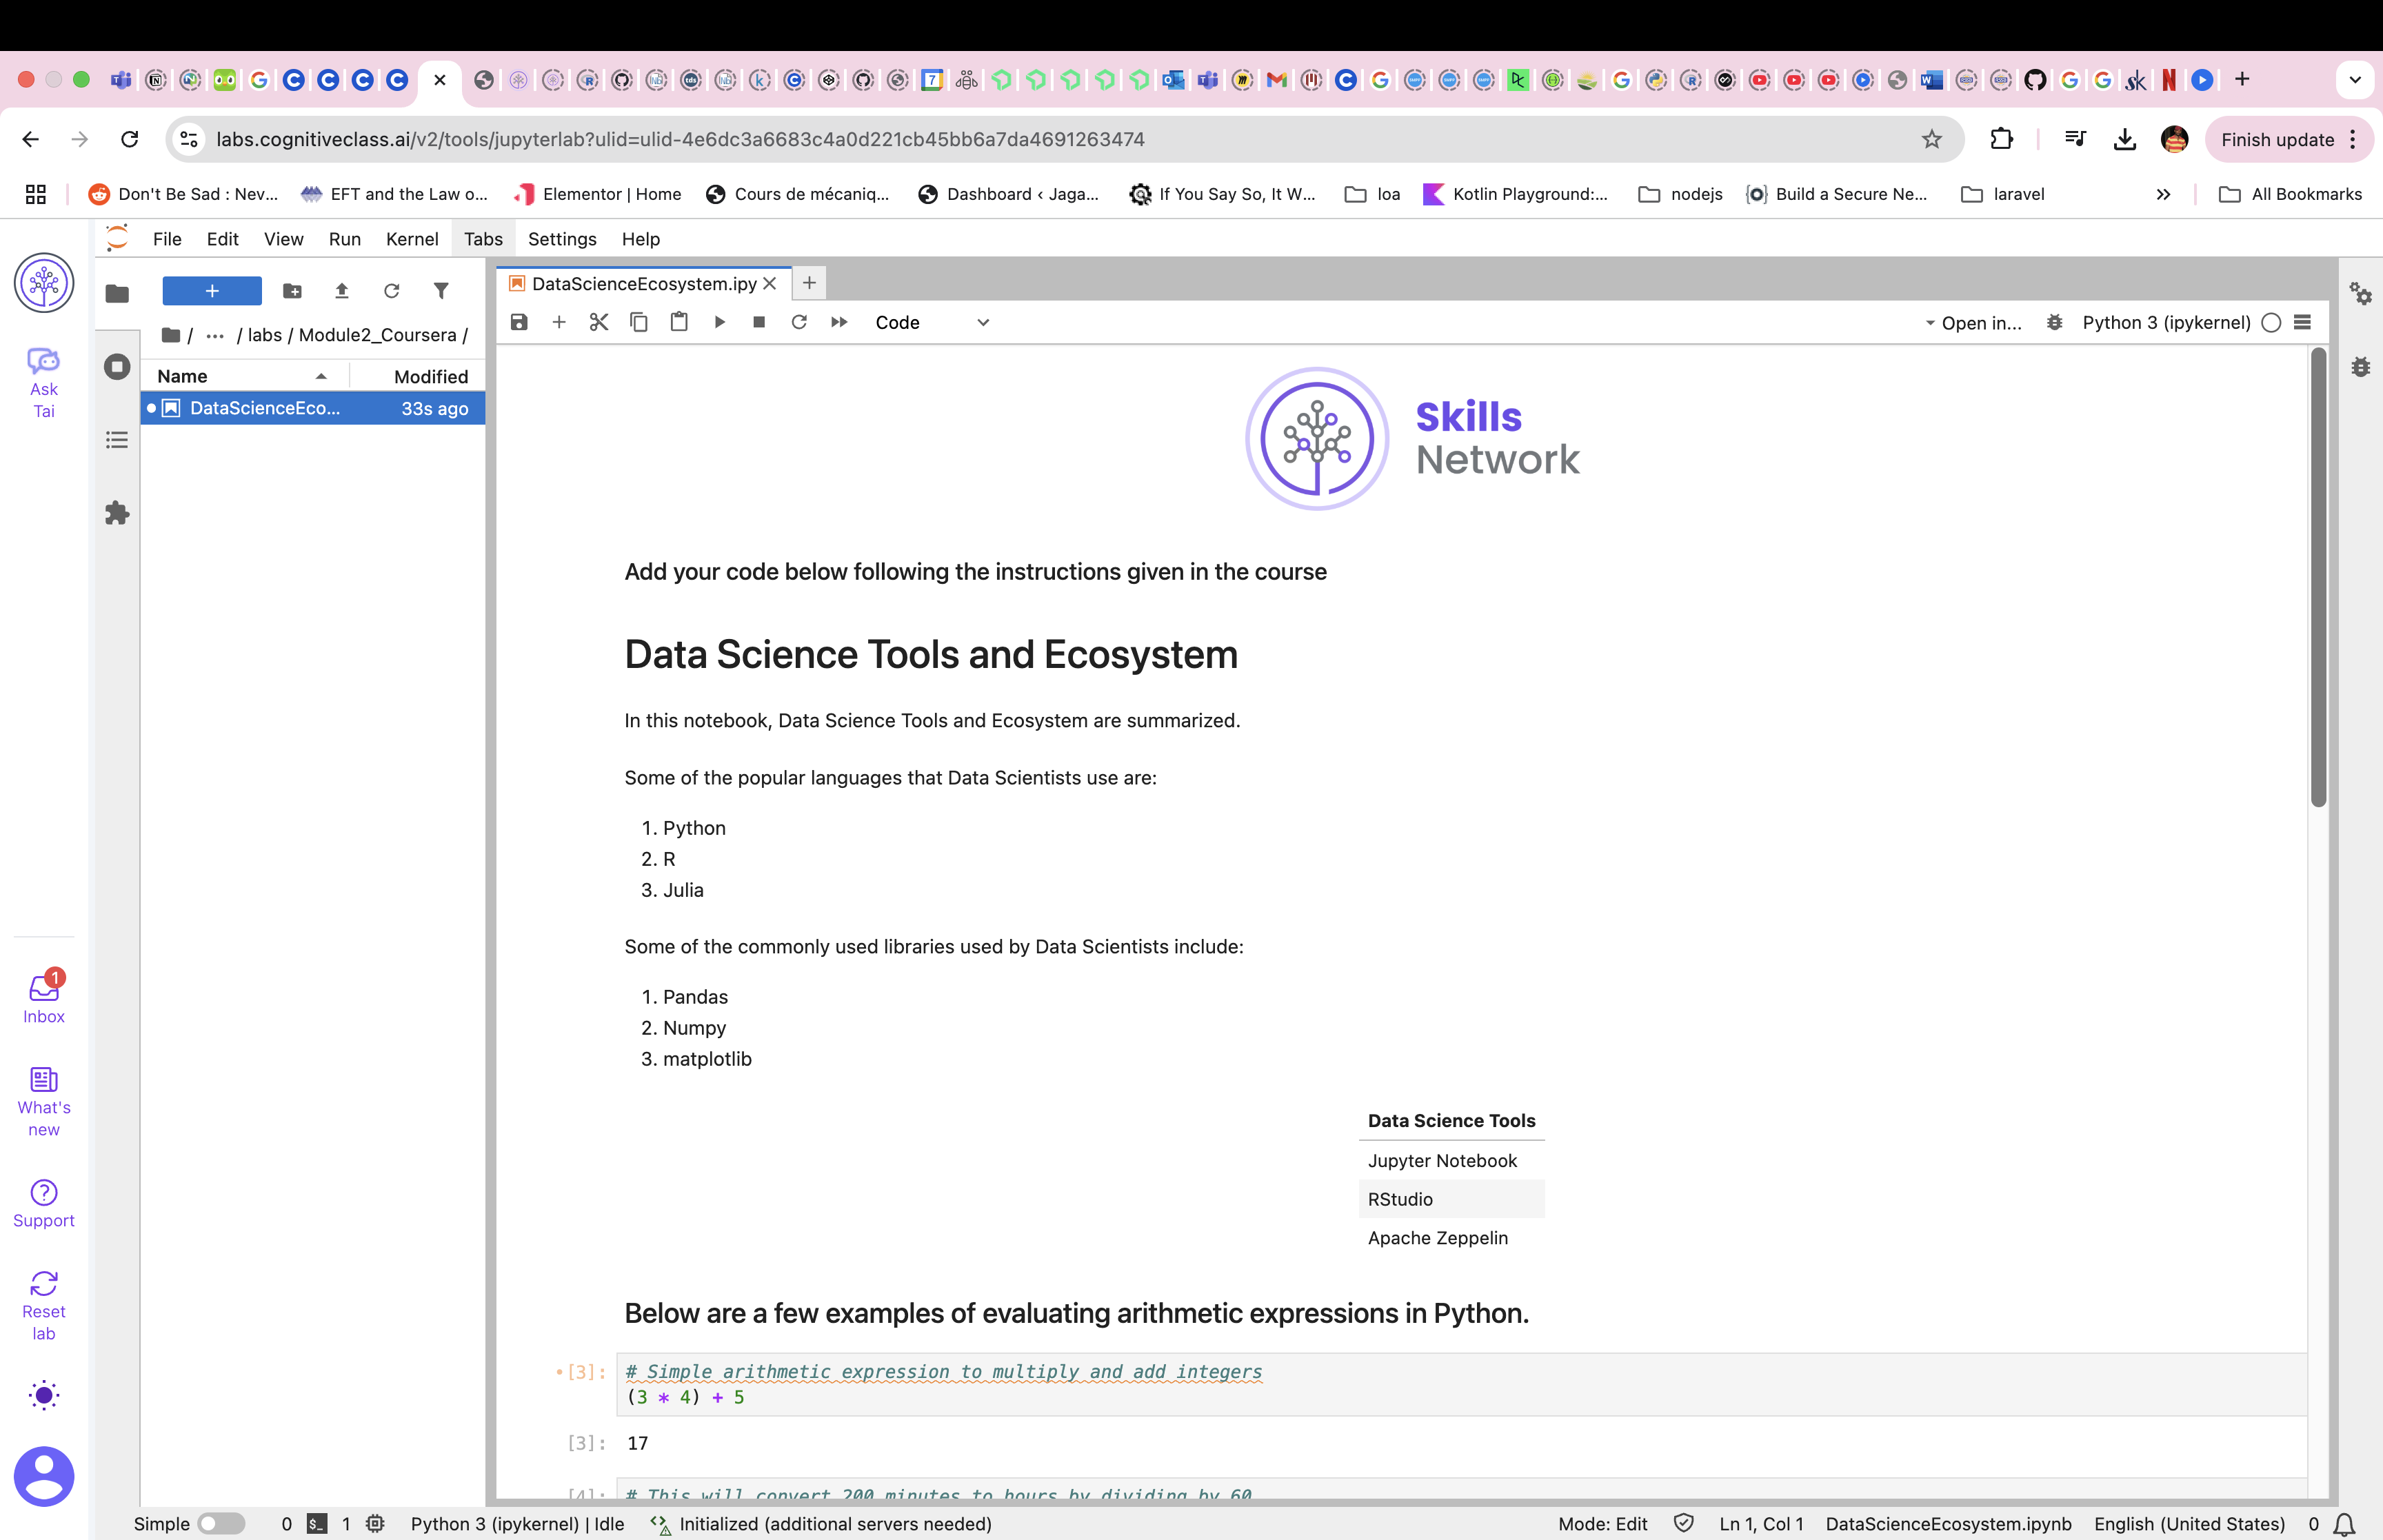 labs.cognitiveclass.ai/v2/tools/jupyterlab?ulid=ulid-4e6dc3a6683c4a0d221cb45bb6a7da4691263474
Finish update
Don't Be Sad : Nev...
EFT and the Law o...
Elementor | Home
Cours de mécaniq...
Dashboard ‹ Jaga...
If You Say So, It W...
loa
Kotlin Playground:...
nodejs
Build a Secure Ne...
laravel
All Bookmarks
File Edit View Run Kernel Tabs Settings Help
Ask
Tai
Inbox
1
What's
new
Support
Reset
lab
/ ··· / labs / Module2_Coursera /
Name Modified
DataScienceEco... 33s ago
DataScienceEcosystem.ipy
Code
Open in...
Python 3 (ipykernel)
Skills
Network
Add your code below following the instructions given in the course
Data Science Tools and Ecosystem
In this notebook, Data Science Tools and Ecosystem are summarized.
Some of the popular languages that Data Scientists use are:
1. Python
2. R
3. Julia
Some of the commonly used libraries used by Data Scientists include:
1. Pandas
2. Numpy
3. matplotlib
Data Science Tools
Jupyter Notebook
RStudio
Apache Zeppelin
Below are a few examples of evaluating arithmetic expressions in Python.
[3]: # Simple arithmetic expression to multiply and add integers
(3 * 4) + 5
[3]: 17
[4]: # This will convert 200 minutes to hours by dividing by 60
Simple 0 $_ 1 Python 3 (ipykernel) | Idle Initialized (additional servers needed) Mode: Edit Ln 1, Col 1 DataScienceEcosystem.ipynb English (United States) 0